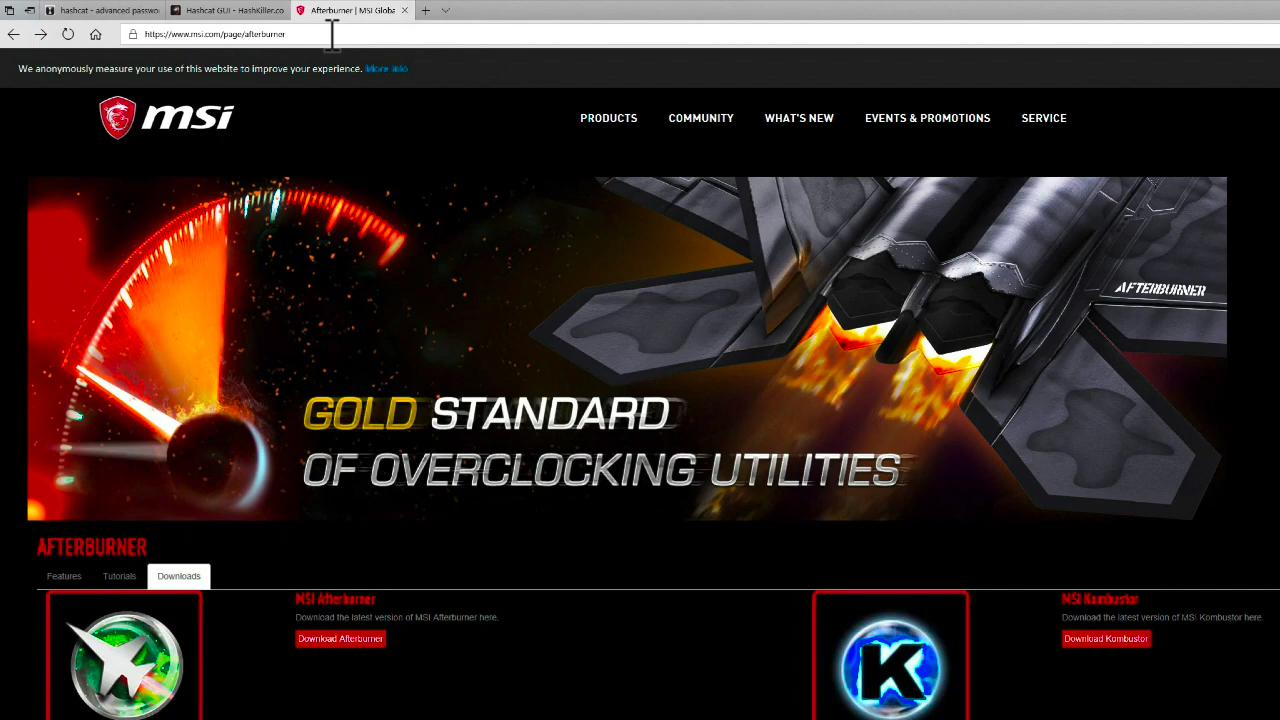 hashcat - advanced passwo
Hashcat GUI - HashKiller.co
Afterburner | MSI Globa
https://www.msi.com/page/afterburner
We anonymously measure your use of this website to improve your experience. More Info
msi
PRODUCTS
COMMUNITY
WHAT'S NEW
EVENTS & PROMOTIONS
SERVICE
AFTERBURNER
GOLD STANDARD
OF OVERCLOCKING UTILITIES
AFTERBURNER
Features
Tutorials
Downloads
MSI Afterburner
Download the latest version of MSI Afterburner here.
Download Afterburner
K
MSI Kombustor
Download the latest version of MSI Kombustor here.
Download Kombustor